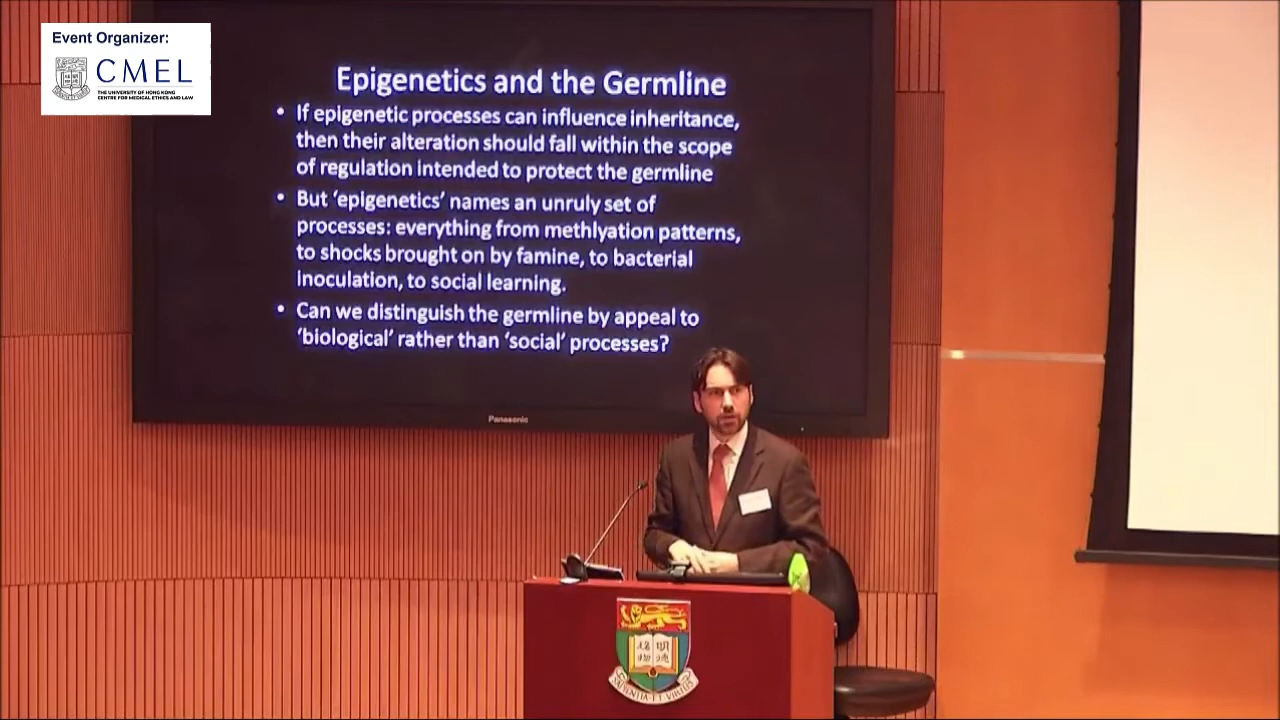 Event Organizer:
CMEL
THE UNIVERSITY OF HONG KONG
CENTRE FOR MEDICAL ETHICS AND LAW
Epigenetics and the Germline
• If epigenetic processes can influence inheritance,
then their alteration should fall within the scope
of regulation intended to protect the germline
• But ‘epigenetics’ names an unruly set of
processes: everything from methlyation patterns,
to shocks brought on by famine, to bacterial
inoculation, to social learning.
• Can we distinguish the germline by appeal to
‘biological’ rather than ‘social’ processes?
Panasonic
SAPIENTIA ET VIRTUS